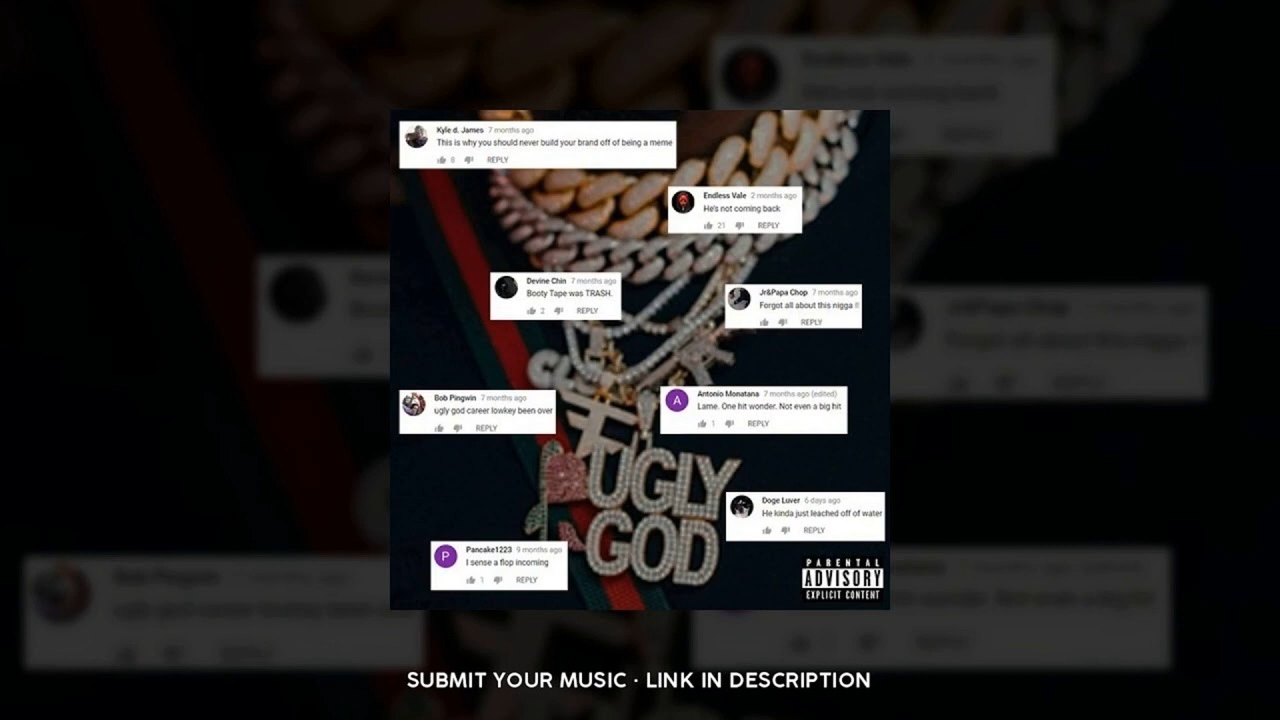 Kyle d. James 7 months ago
This is why you should never build your brand off of being a meme
8 REPLY
Endless Vale 2 months ago
He's not coming back
21 REPLY
Devine Chin 7 months ago
Booty Tape was TRASH.
2 REPLY
Jr&Papa Chop 7 months ago
Forgot all about this nigga !!
REPLY
Bob Pingwin 7 months ago
ugly god career lowkey been over
REPLY
Antonio Monatana 7 months ago (edited)
Lame. One hit wonder. Not even a big hit
1 REPLY
A
UGLY
GOD
Doge Luver 6 days ago
He kinda just leached off of water
REPLY
P
Pancake1223 9 months ago
I sense a flop incoming
1 REPLY
PARENTAL
ADVISORY
EXPLICIT CONTENT
SUBMIT YOUR MUSIC · LINK IN DESCRIPTION